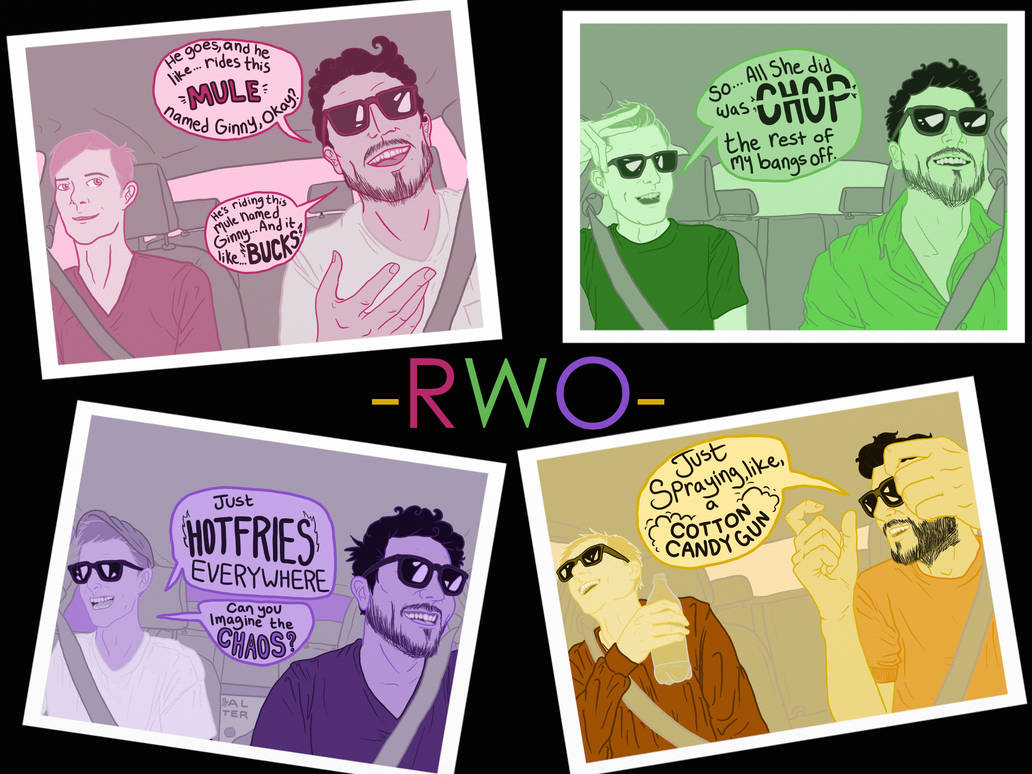 He goes, and he
like... rides this
MULE
named Ginny, Okay?
He's riding this
mule named
Ginny... And it
like... BUCKS.
So... All She did
was CHOP
the rest of
my bangs off.
-RWO-
Just
HOTFRIES
EVERYWHERE
Can you
Imagine the
CHAOS?
Just
Spraying, like,
a
COTTON
CANDY GUN
SAL
TER